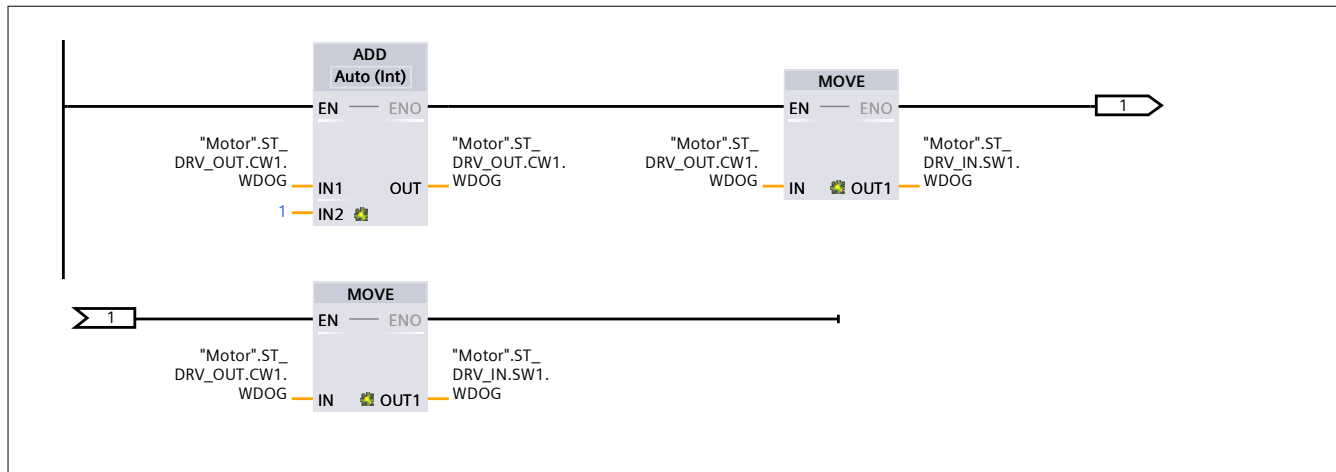 ADD
Auto (Int)
MOVE
EN ENO EN ENO 1
"Motor".ST_ "Motor".ST_ "Motor".ST_ "Motor".ST_
DRV_OUT.CW1. DRV_OUT.CW1. DRV_OUT.CW1. DRV_IN.SW1.
WDOG IN1 OUT WDOG WDOG IN OUT1 WDOG
1 IN2
MOVE
1 EN ENO
"Motor".ST_ "Motor".ST_
DRV_OUT.CW1. DRV_IN.SW1.
WDOG IN OUT1 WDOG